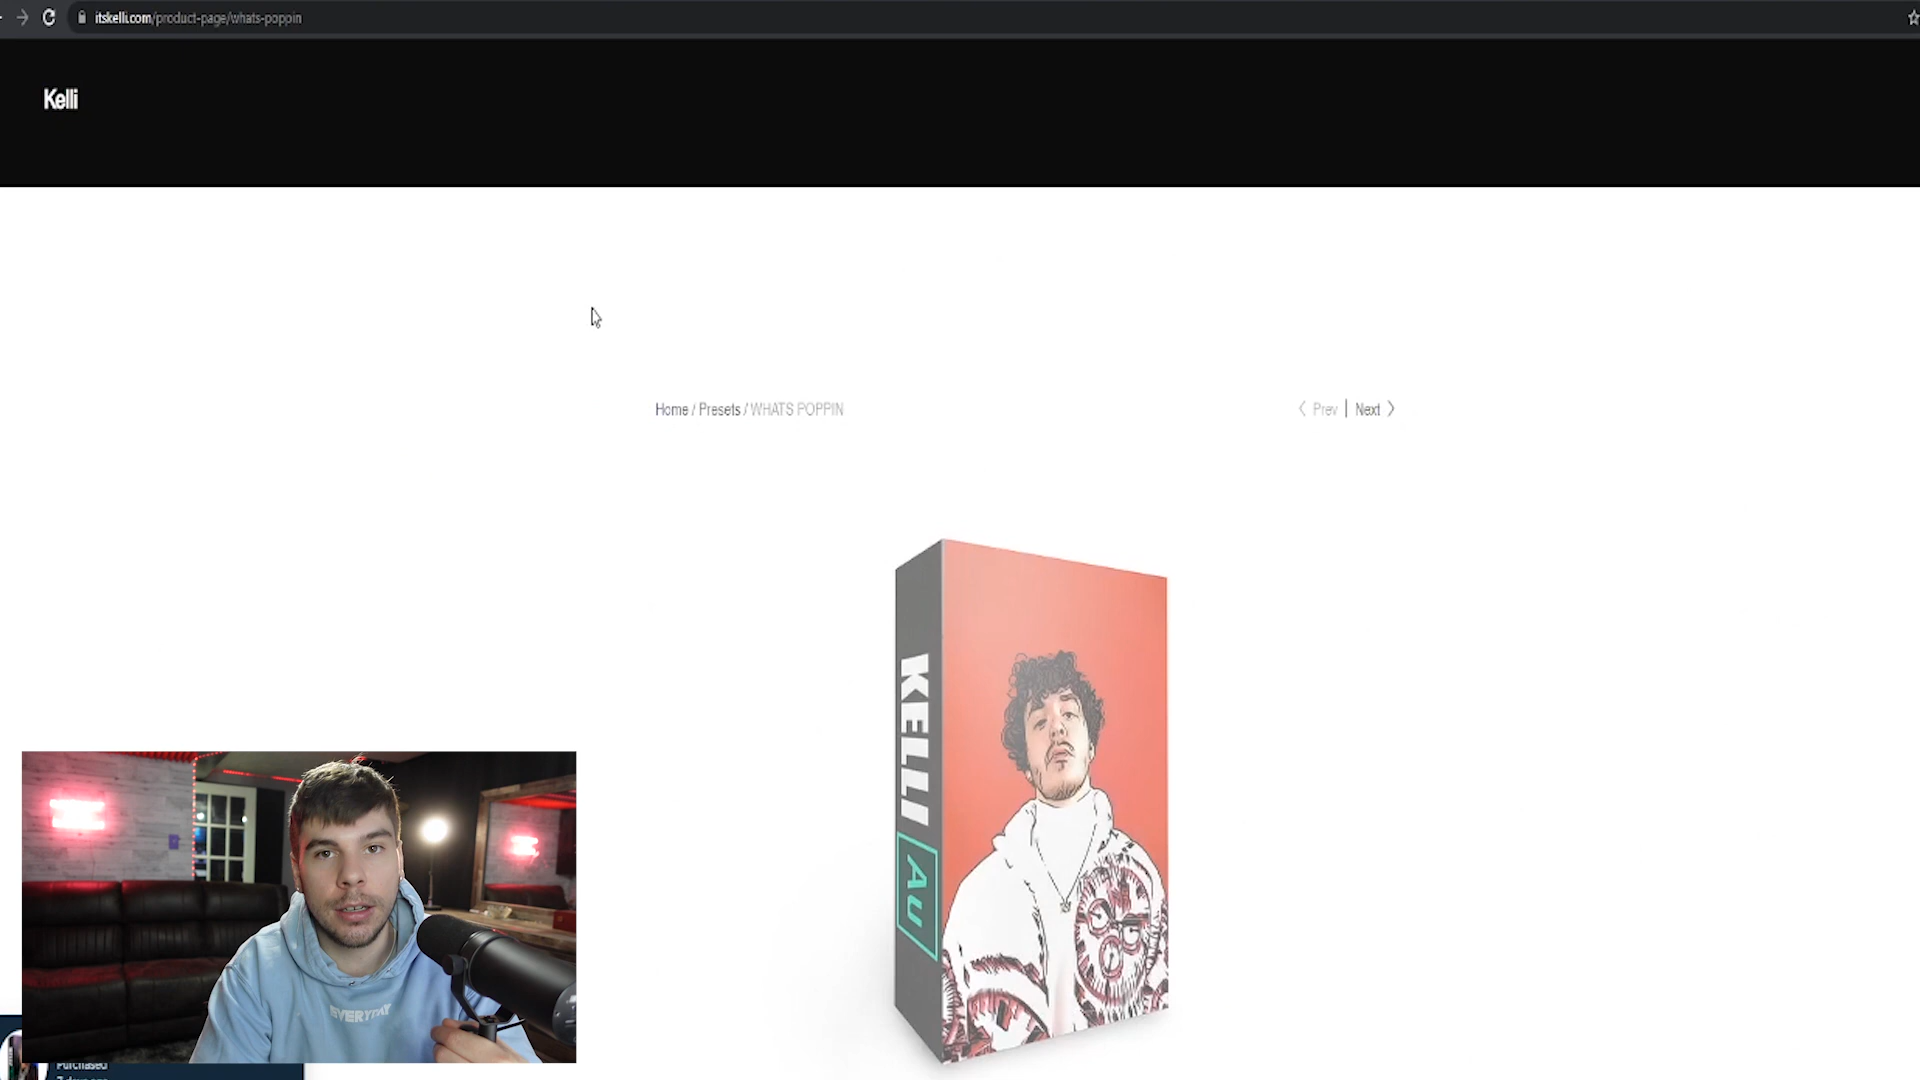 itskelli.com/product-page/whats-poppin
Kelli
Home / Presets / WHATS POPPIN
Prev | Next
KELLI
Au
EVERYDAY
Purchased